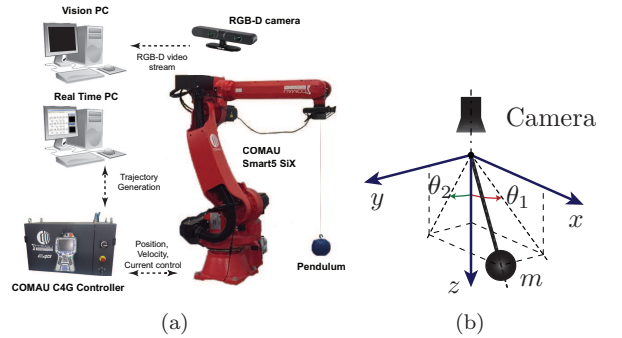 Vision PC
RGB-D camera
RGB-D video
stream
Real Time PC
COMAU
Smart5 SiX
Trajectory
Generation
Position,
Velocity,
Current control
Pendulum
COMAU C4G Controller
(a)
Camera
θ2
θ1
y
x
z
m
(b)